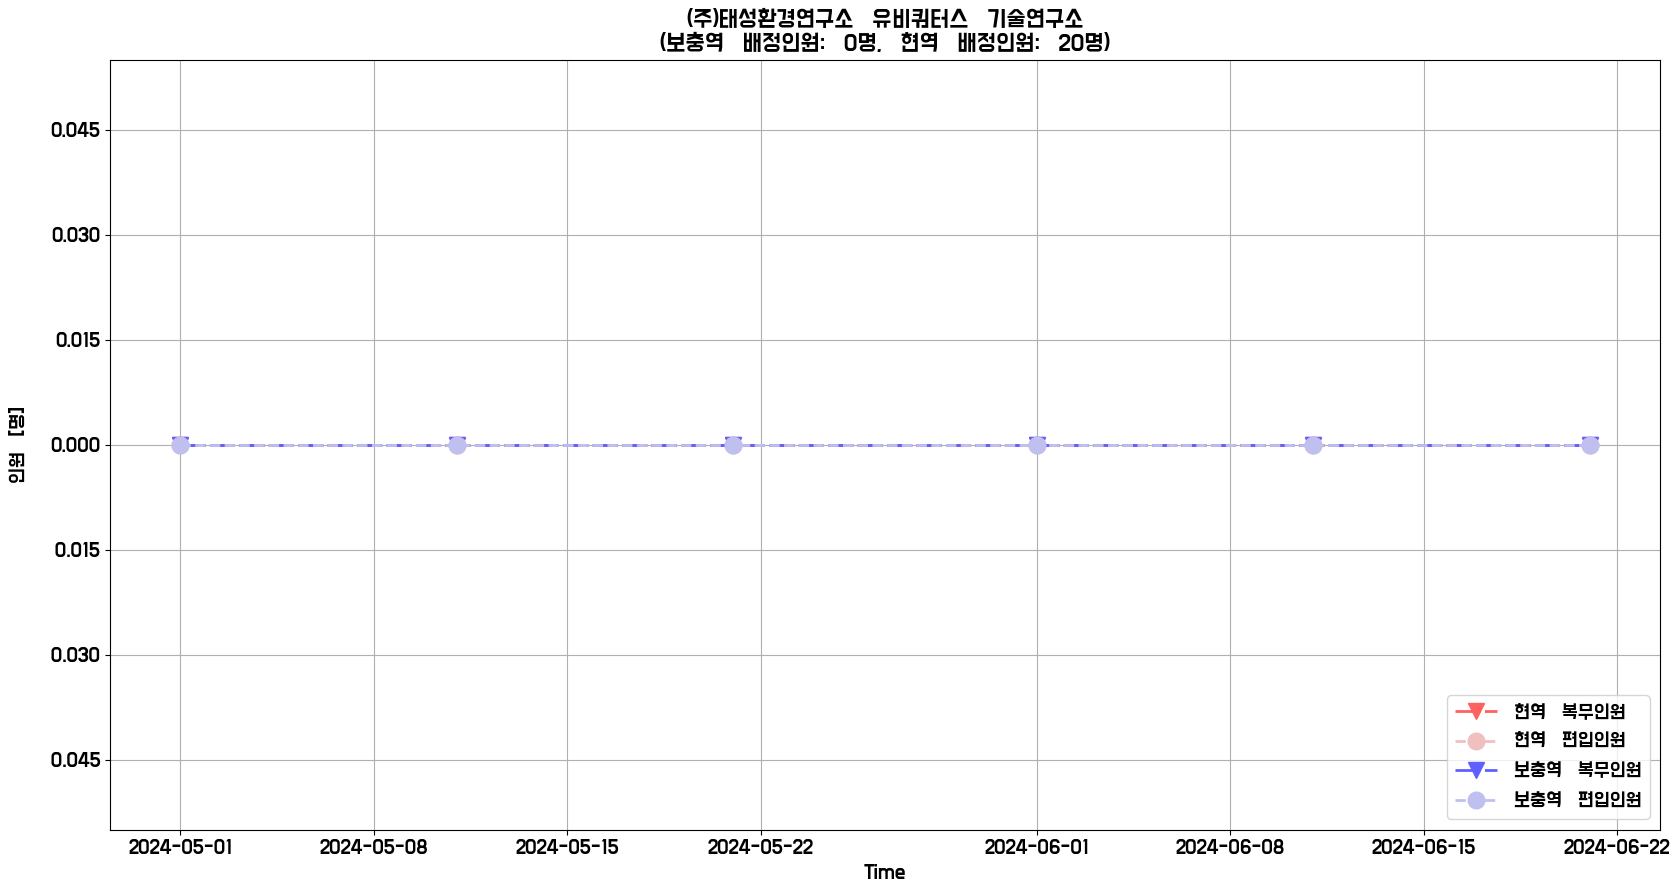 (주)태성환경연구소 유비쿼터스 기술연구소
(보충역 배정인원: 0명, 현역 배정인원: 20명)
0.045
0.030
0.015
0.000
0.015
0.030
0.045
인원 [명]
현역 복무인원
현역 편입인원
보충역 복무인원
보충역 편입인원
2024-05-01 2024-05-08 2024-05-15 2024-05-22 2024-06-01 2024-06-08 2024-06-15 2024-06-22
Time